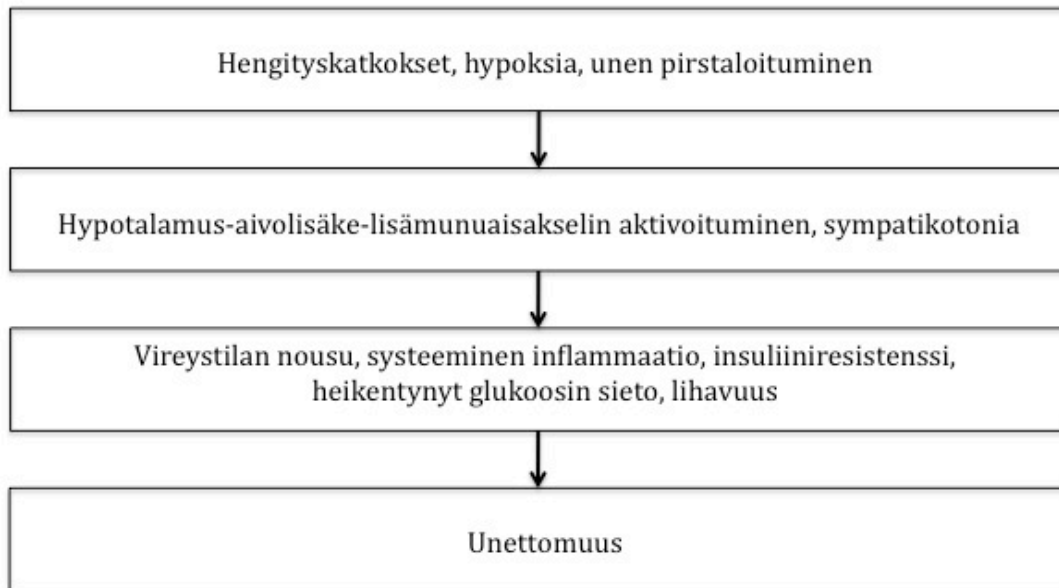 Hengityskatkokset, hypoksia, unen pirstaloituminen
Hypotalamus-aivolisäke-lisämunuaisakselin aktivoituminen, sympatikotonia
Vireystilan nousu, systeeminen inflammaatio, insuliiniresistenssi,
heikentynyt glukoosin sieto, lihavuus
Unettomuus